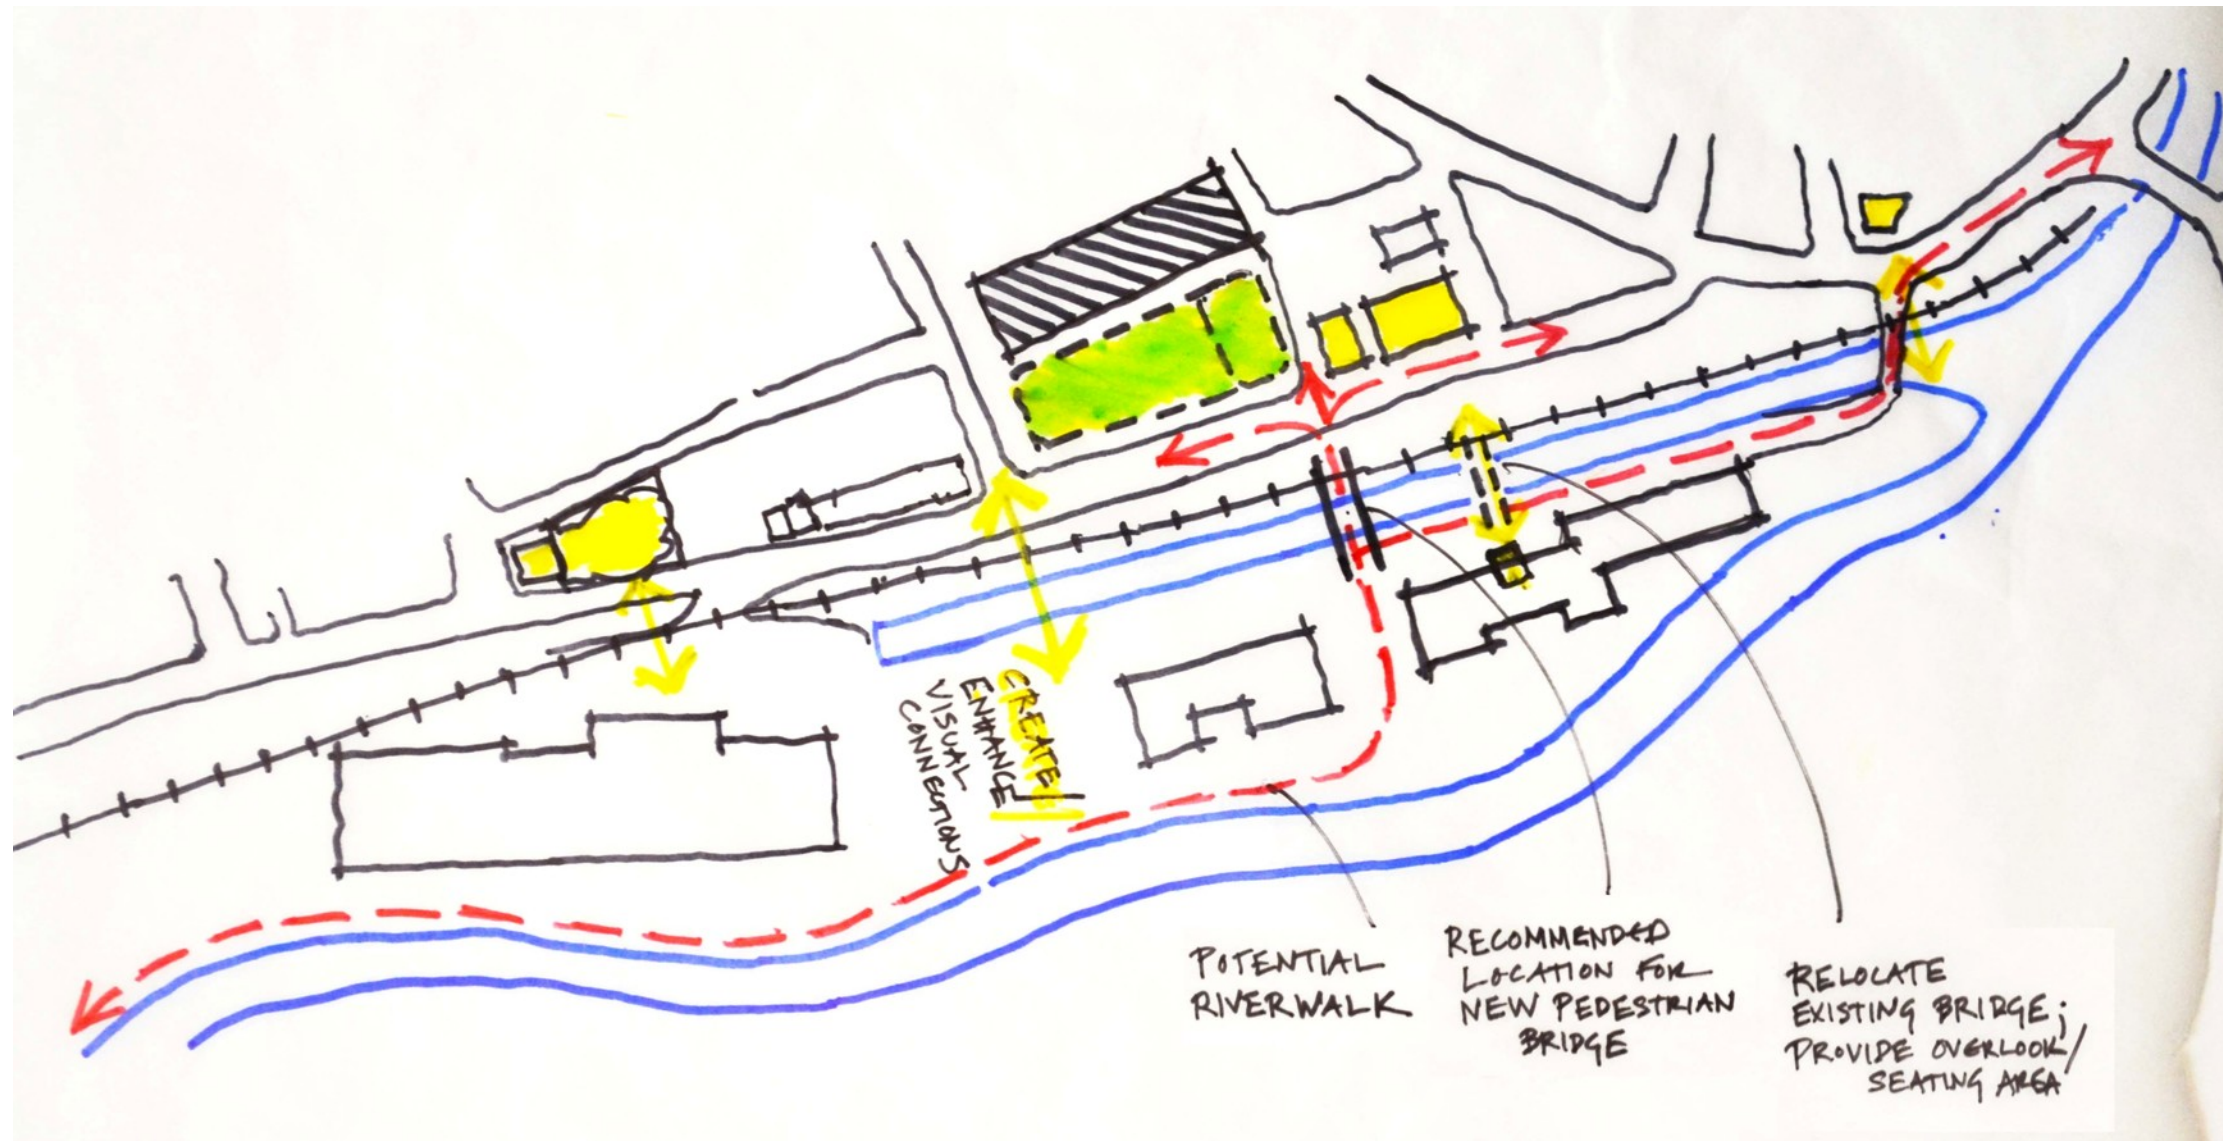 CREATE/
ENHANCE
VISUAL
CONNECTIONS
POTENTIAL
RIVERWALK
RECOMMENDED
LOCATION FOR
NEW PEDESTRIAN
BRIDGE
RELOCATE
EXISTING BRIDGE;
PROVIDE OVERLOOK/
SEATING AREA